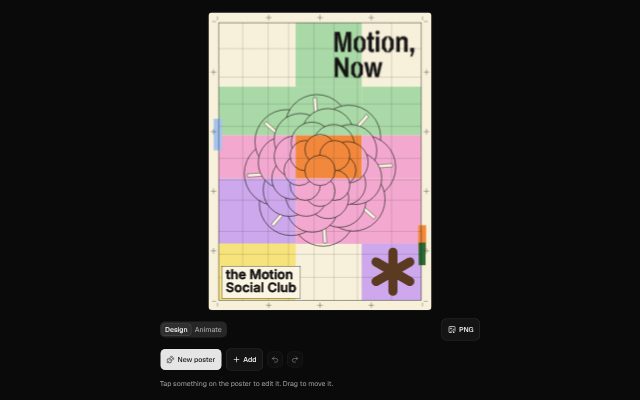 Motion,
Now
the Motion
Social Club
Design Animate
PNG
New poster
Add
Tap something on the poster to edit it. Drag to move it.